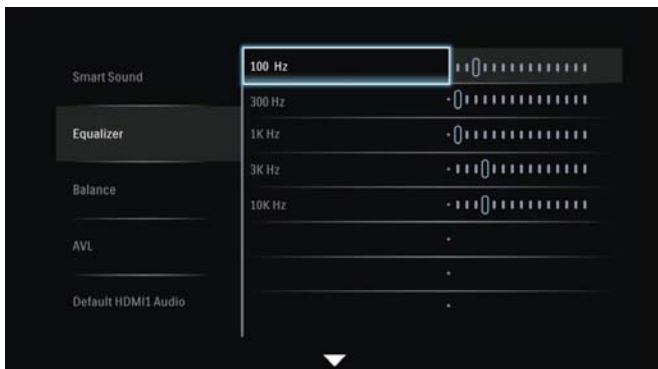 Smart Sound
Equalizer
Balance
AVL
Default HDMI1 Audio
100 Hz
300 Hz
1K Hz
3K Hz
10K Hz